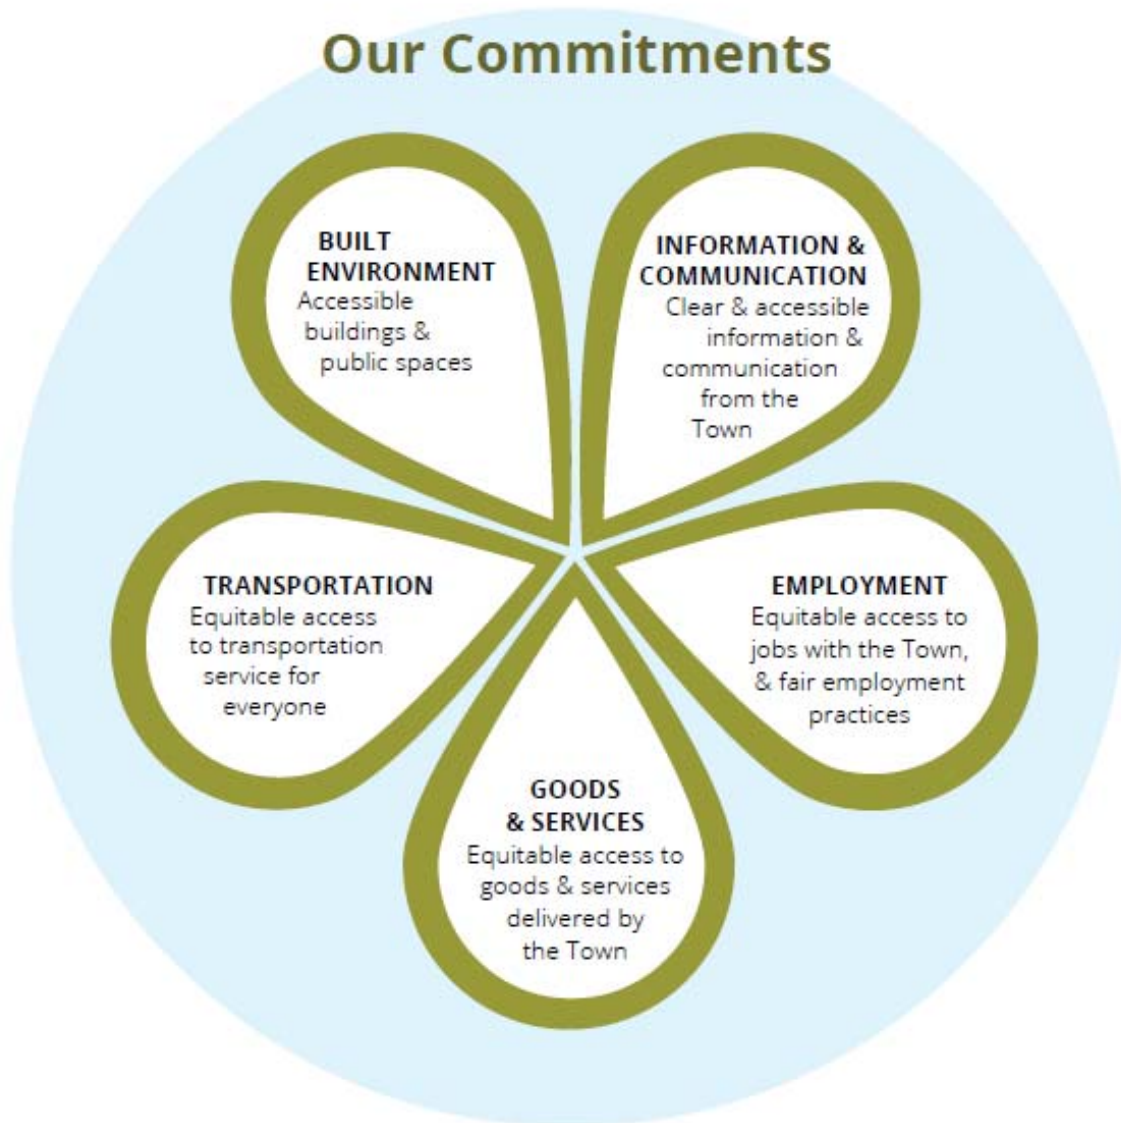 Our Commitments
BUILT
ENVIRONMENT
Accessible
buildings &
public spaces
INFORMATION &
COMMUNICATION
Clear & accessible
information &
communication
from the
Town
TRANSPORTATION
Equitable access
to transportation
service for
everyone
EMPLOYMENT
Equitable access to
jobs with the Town,
& fair employment
practices
GOODS
& SERVICES
Equitable access to
goods & services
delivered by
the Town